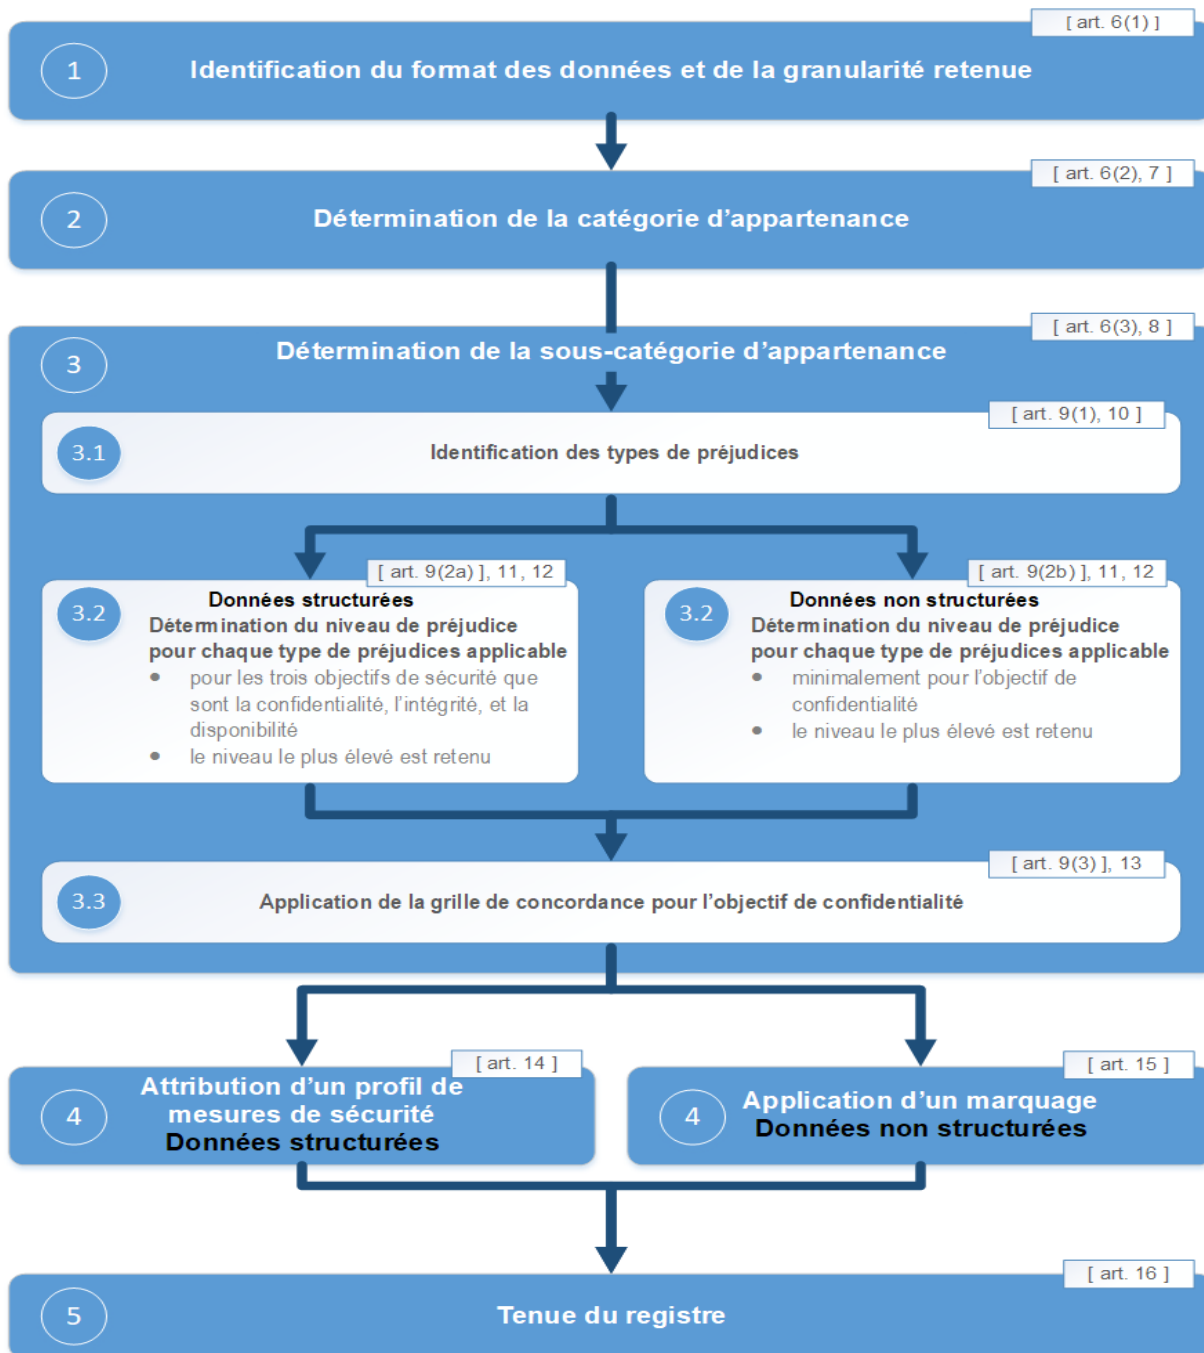 [ art. 6(1) ]
1
Identification du format des données et de la granularité retenue
[ art. 6(2), 7 ]
2
Détermination de la catégorie d'appartenance
[ art. 6(3), 8 ]
3
Détermination de la sous-catégorie d'appartenance
[ art. 9(1), 10 ]
3.1
Identification des types de préjudices
[ art. 9(2a) ], 11, 12
3.2
Données structurées
Détermination du niveau de préjudice
pour chaque type de préjudices applicable
• pour les trois objectifs de sécurité que
sont la confidentialité, l'intégrité, et la
disponibilité
• le niveau le plus élevé est retenu
[ art. 9(2b) ], 11, 12
3.2
Données non structurées
Détermination du niveau de préjudice
pour chaque type de préjudices applicable
• minimalement pour l'objectif de
confidentialité
• le niveau le plus élevé est retenu
[ art. 9(3) ], 13
3.3
Application de la grille de concordance pour l'objectif de confidentialité
[ art. 14 ]
4
Attribution d'un profil de
mesures de sécurité
Données structurées
[ art. 15 ]
4
Application d'un marquage
Données non structurées
[ art. 16 ]
5
Tenue du registre